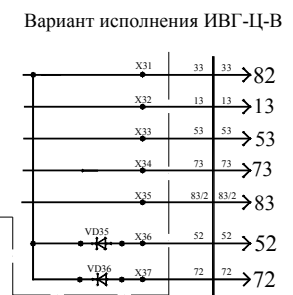 Вариант исполнения ИВГ-Ц-В
X31 33 33 82
X32 13 13 13
X33 53 53 53
X34 73 73 73
X35 83/2 83/2 83
VD35 X36 52 52 52
VD36 X37 72 72 72